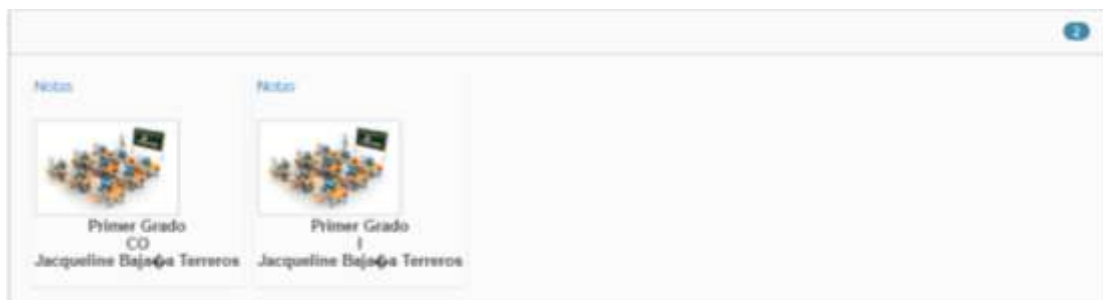 2
Notas
Primer Grado
CO
Jacqueline Baja�a Terreros
Notas
Primer Grado
I
Jacqueline Baja�a Terreros